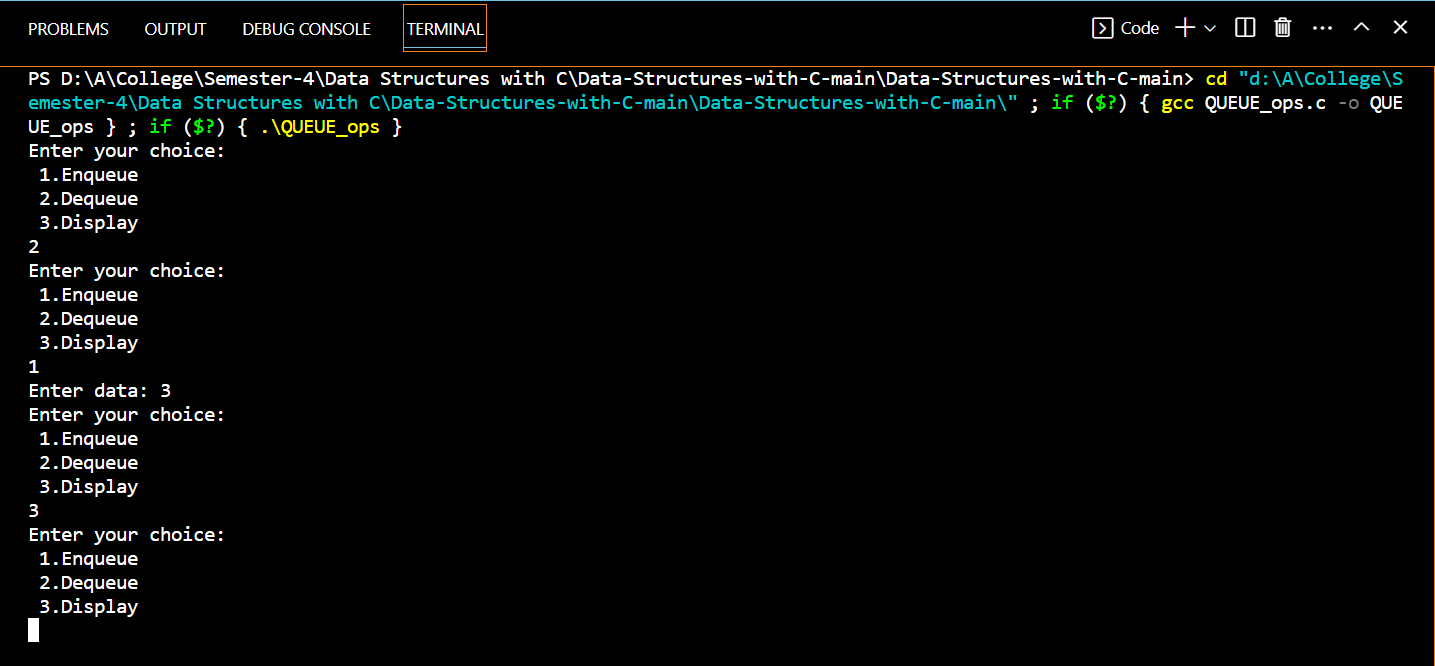 PROBLEMS OUTPUT DEBUG CONSOLE TERMINAL Code
PS D:\A\College\Semester-4\Data Structures with C\Data-Structures-with-C-main\Data-Structures-with-C-main> cd "d:\A\College\S
emester-4\Data Structures with C\Data-Structures-with-C-main\Data-Structures-with-C-main\" ; if ($?) { gcc QUEUE_ops.c -o QUE
UE_ops } ; if ($?) { .\QUEUE_ops }
Enter your choice:
1.Enqueue
2.Dequeue
3.Display
2
Enter your choice:
1.Enqueue
2.Dequeue
3.Display
1
Enter data: 3
Enter your choice:
1.Enqueue
2.Dequeue
3.Display
3
Enter your choice:
1.Enqueue
2.Dequeue
3.Display